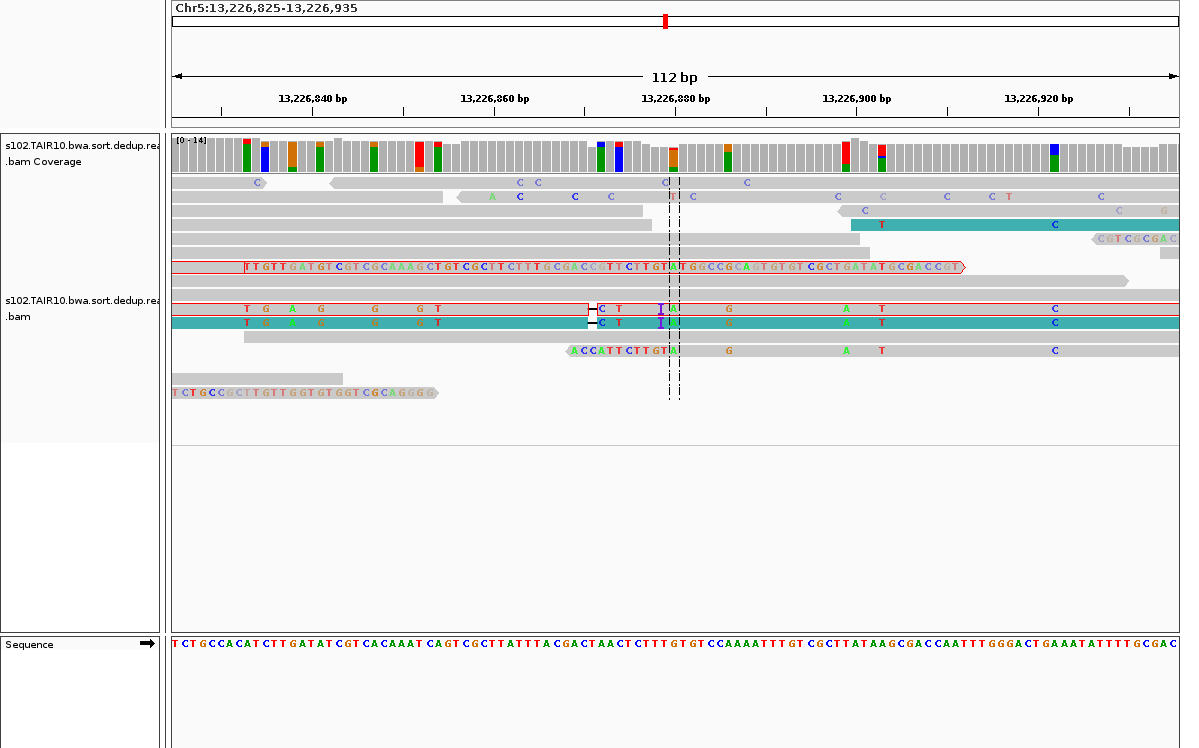 Chr5:13,226,825-13,226,935
112 bp
13,226,840 bp 13,226,860 bp 13,226,880 bp 13,226,900 bp 13,226,920 bp
s102.TAIR10.bwa.sort.dedup.rea
.bam Coverage
[0 - 14]
C C C C C
A C C C T C C C C C T C
C C G
T C
CGTCGCGAC
TTGTTGATGTCGTCGCAAAGCTGTCGCTTCTTTGCGACCGTTCTTGTATGGCCGCAGTGTGTCGCTGATATGCGACCGT
s102.TAIR10.bwa.sort.dedup.rea
.bam
T G A G G G T C T A G A T C
T G A G G G T C T A G A T C
ACCATTCTTGTA G A T C
TCTGCCGCTTGTTGGTGTGGTCGCAGGGG
Sequence
TCTGCCACATCTTGATATCGTCACAAATCAGTCGCTTATTTACGACTAACTCTTTGTGTCCAAAATTTGTCGCTTATAAGCGACCAATTTGGGACTGAAATATTTTGCGAC